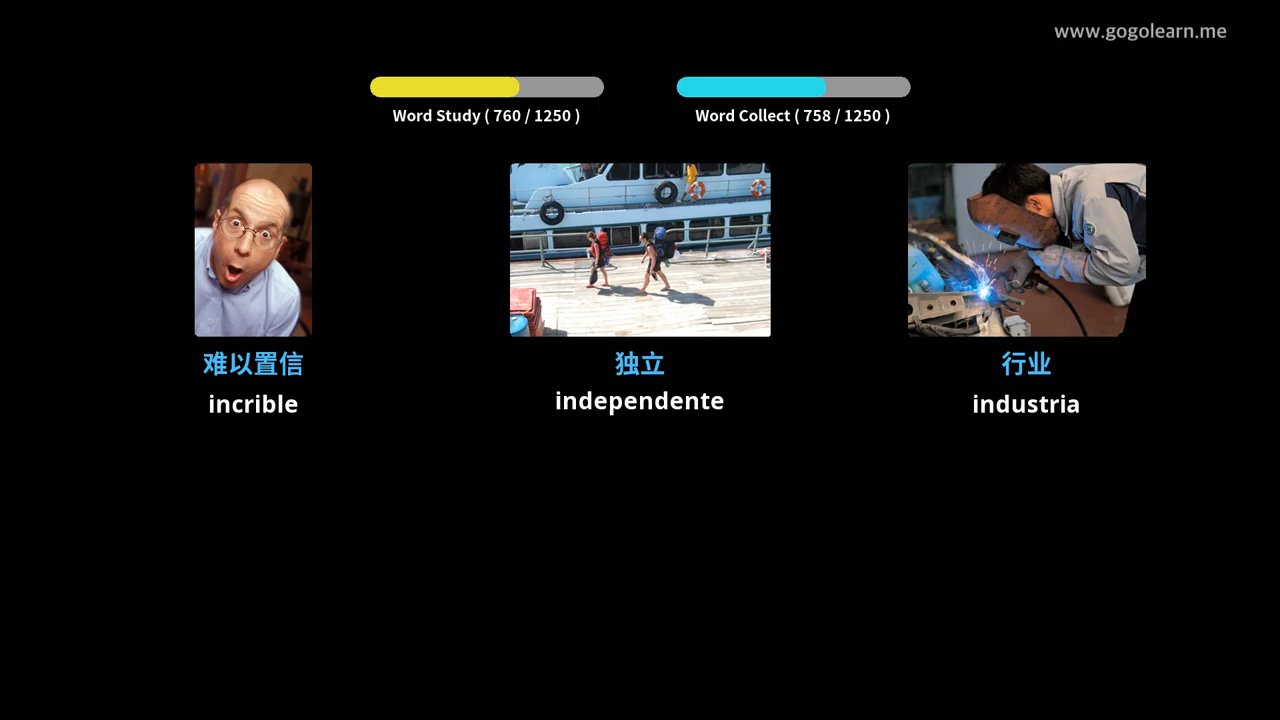 www.gogolearn.me
Word Study ( 760 / 1250 )
Word Collect ( 758 / 1250 )
难以置信
独立
行业
incrible
independente
industria